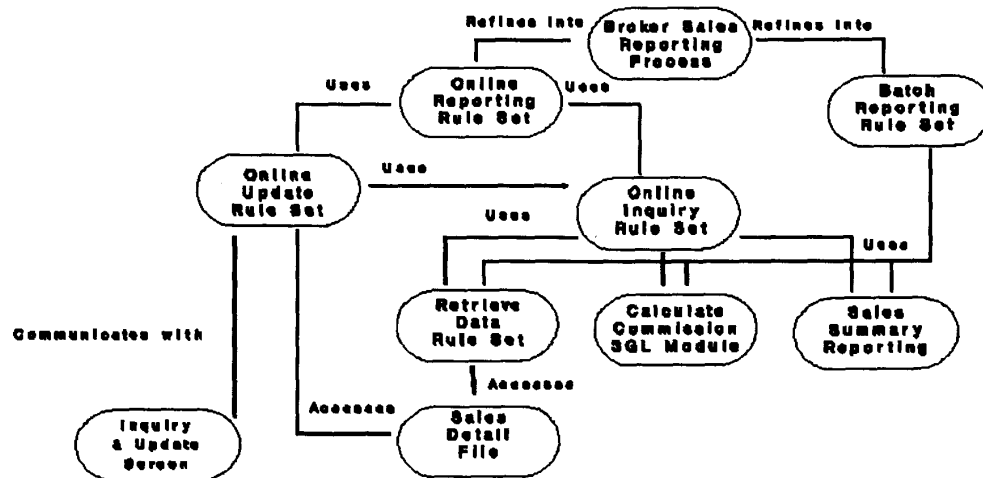 Refines Into
Broker Sales
Reporting
Process
Refines Into
Uses
Online
Reporting
Rule Set
Uses
Batch
Reporting
Rule Set
Online
Update
Rule Set
Uses
Online
Inquiry
Rule Set
Uses
Uses
Retrieve
Data
Rule Set
Calculate
Commission
SGL Module
Sales
Summary
Reporting
Communicates with
Accesses
Accesses
Sales
Detail
File
Inquiry
& Update
Screen